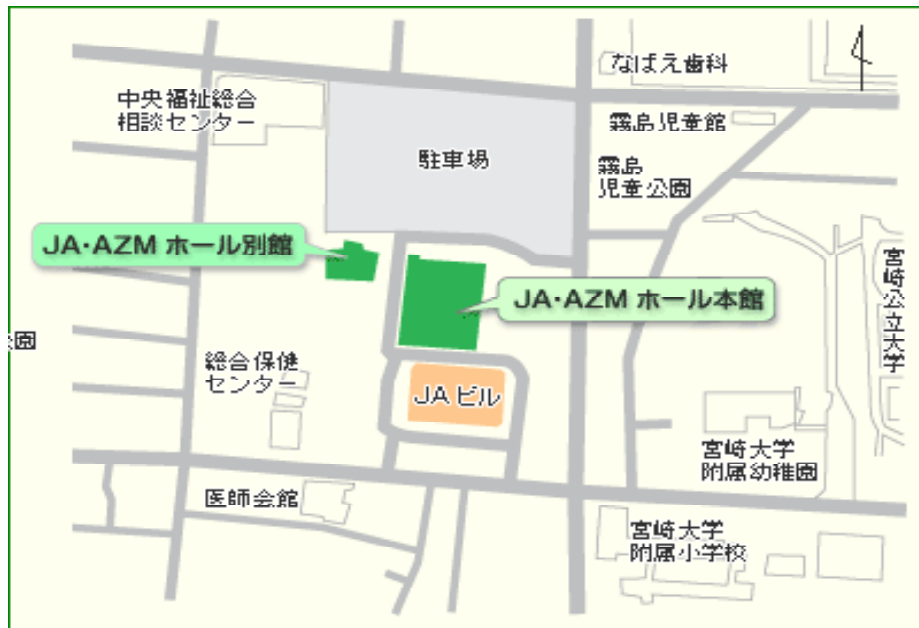 なばえ歯科
中央福祉総合
相談センター
霧島児童館
駐車場
霧島
児童公園
JA・AZM ホール別館
宮崎公立大学
JA・AZM ホール本館
園
総合保健
センター
JA ビル
宮崎大学
附属幼稚園
医師会館
宮崎大学
附属小学校